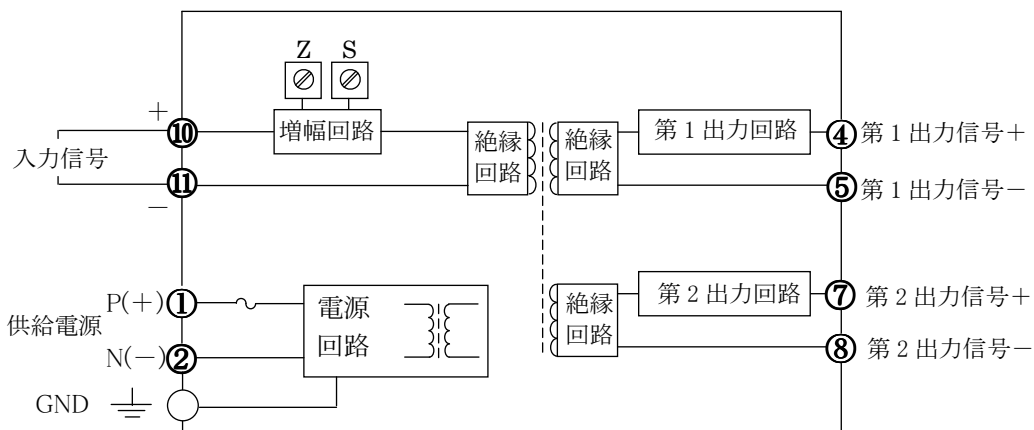 Z S
+
⑩
増幅回路
入力信号
⑪
−
絶縁
回路
絶縁
回路
第1出力回路
④ 第1出力信号+
⑤ 第1出力信号−
P(+) ①
供給電源
N(−) ②
GND
電源
回路
絶縁
回路
第2出力回路
⑦ 第2出力信号+
⑧ 第2出力信号−